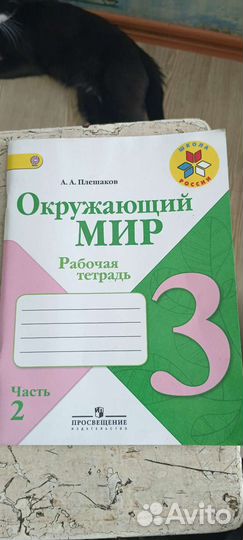 ШКОЛА
РОССИИ
А. А. Плешаков
Окружающий
МИР
Рабочая
тетрадь
3
Часть
2
ПРОСВЕЩЕНИЕ
ИЗДАТЕЛЬСТВО
Avito